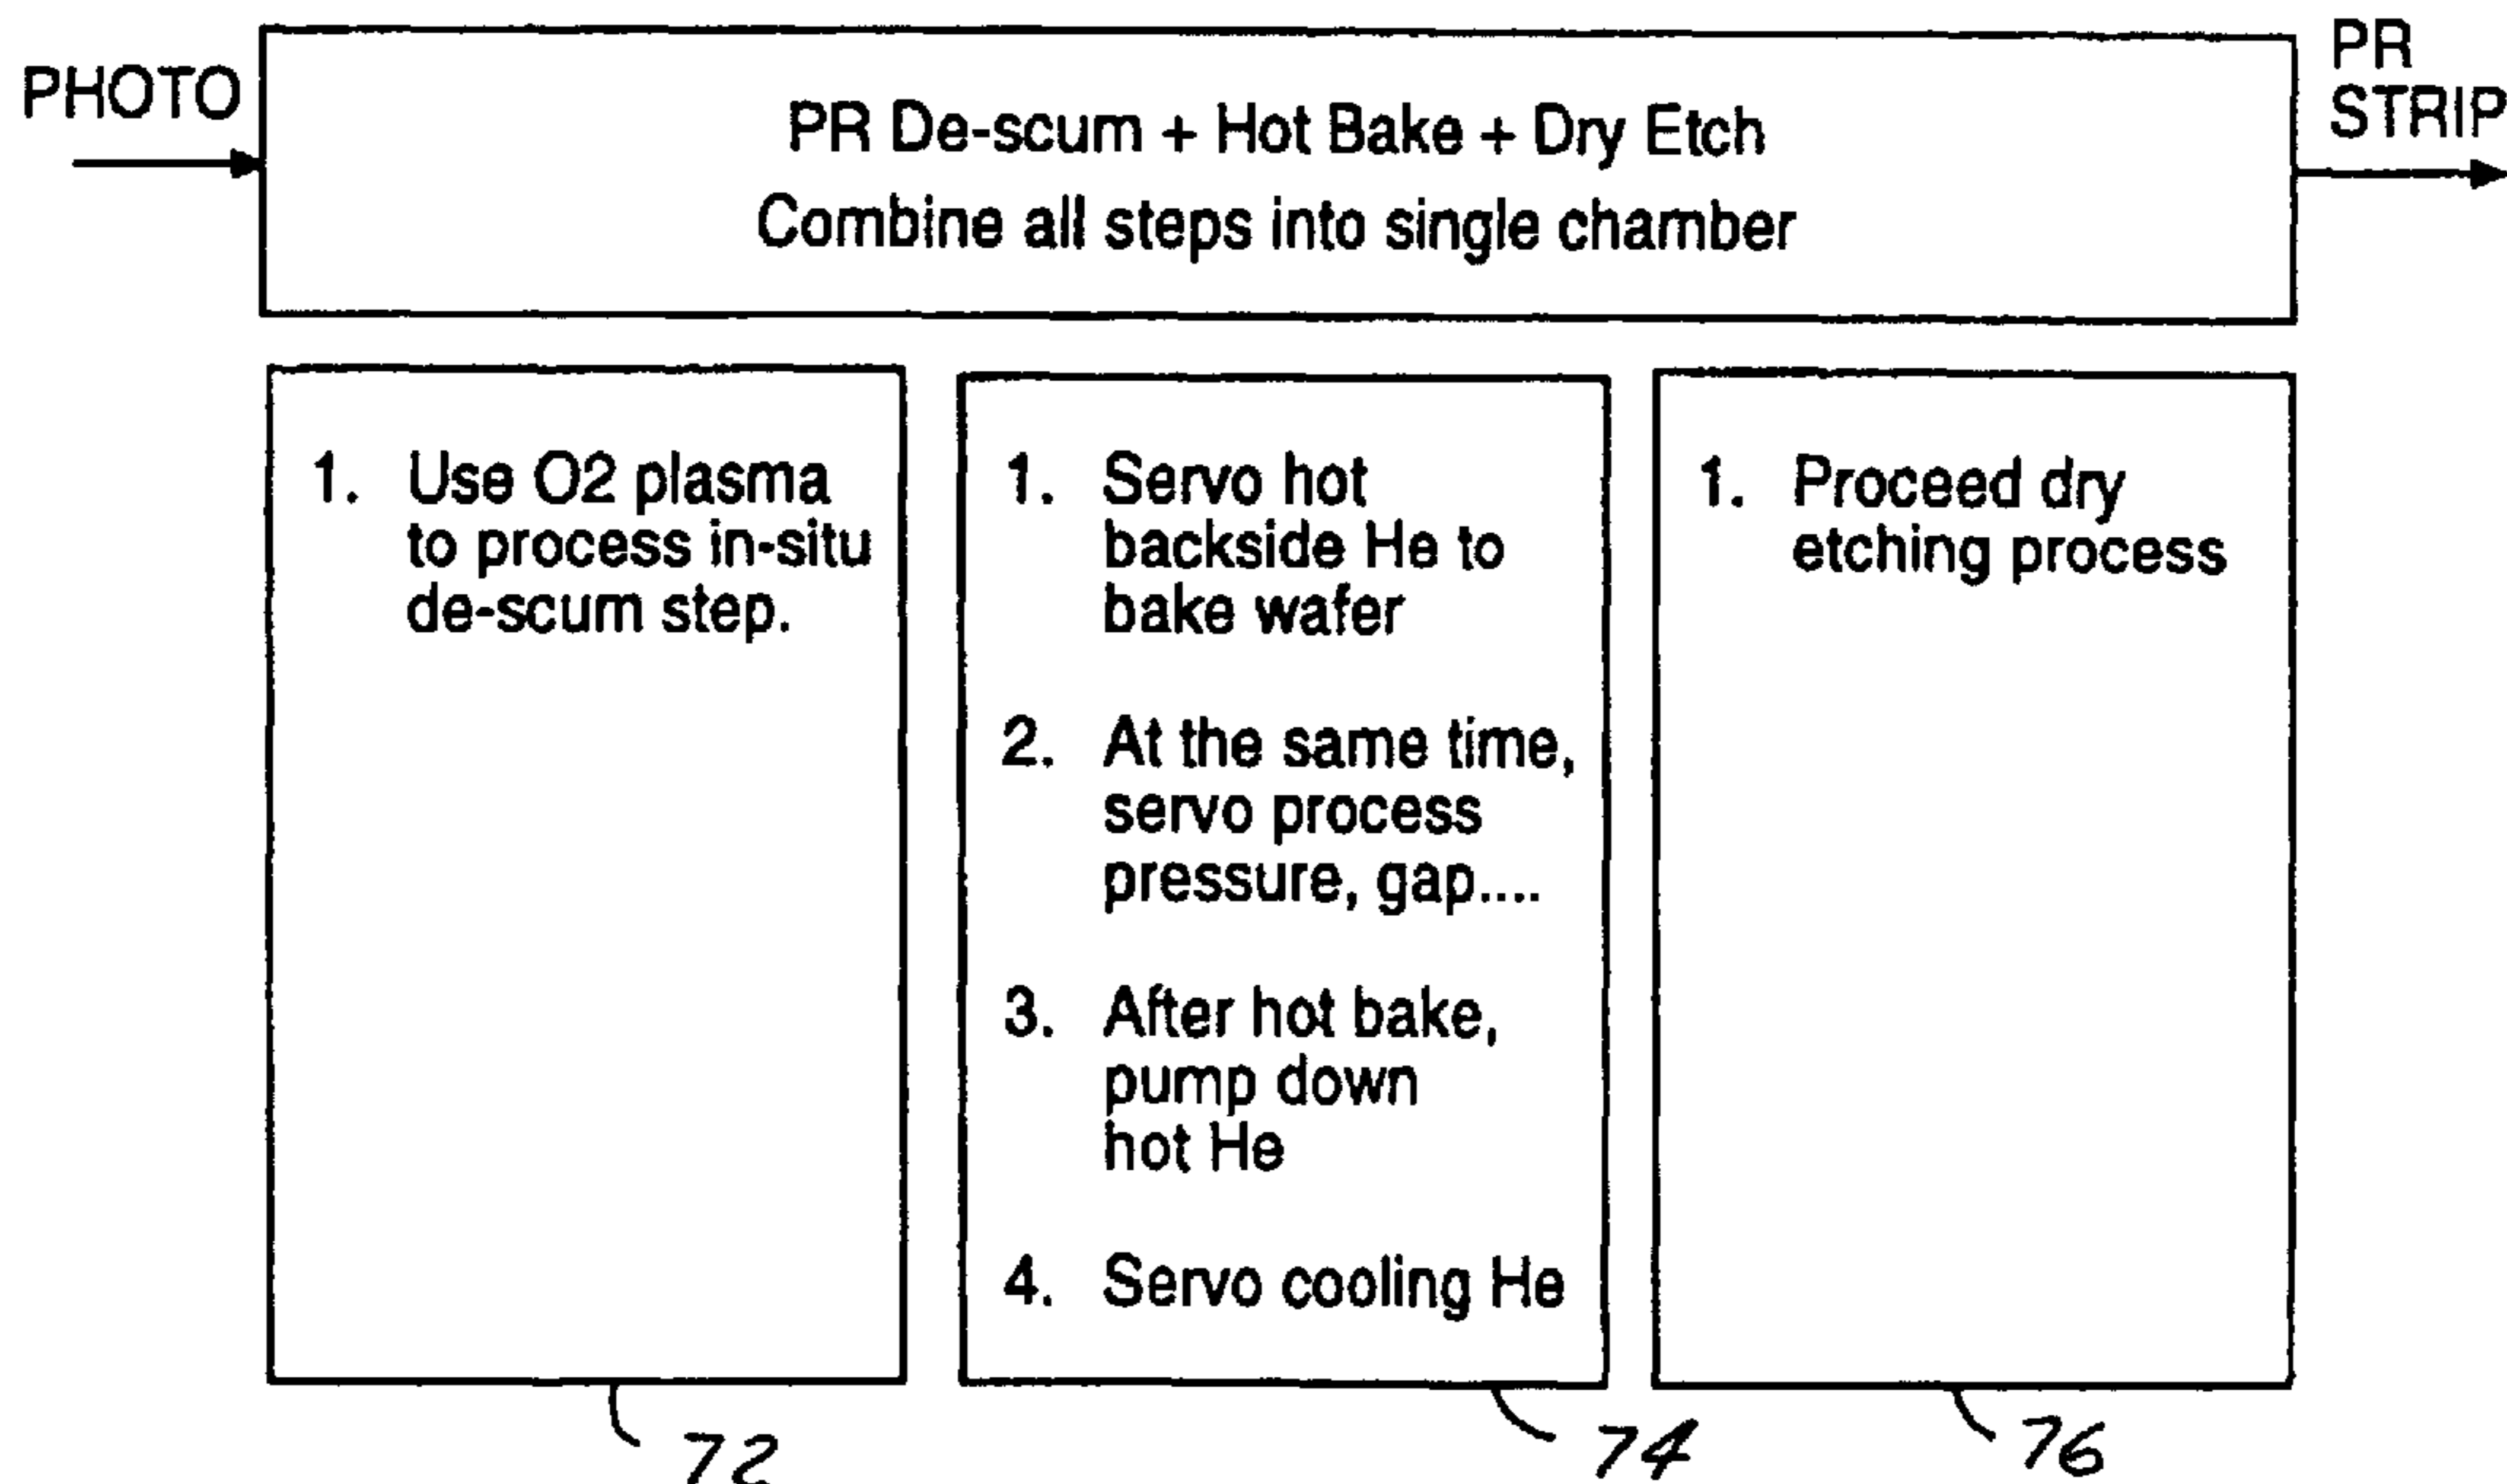 PHOTO
PR De-scum + Hot Bake + Dry Etch
Combine all steps into single chamber
PR
STRIP
1. Use O2 plasma
to process in-situ
de-scum step.
1. Servo hot
backside He to
bake wafer
2. At the same time,
servo process
pressure, gap....
3. After hot bake,
pump down
hot He
4. Servo cooling He
1. Proceed dry
etching process
72
74
76